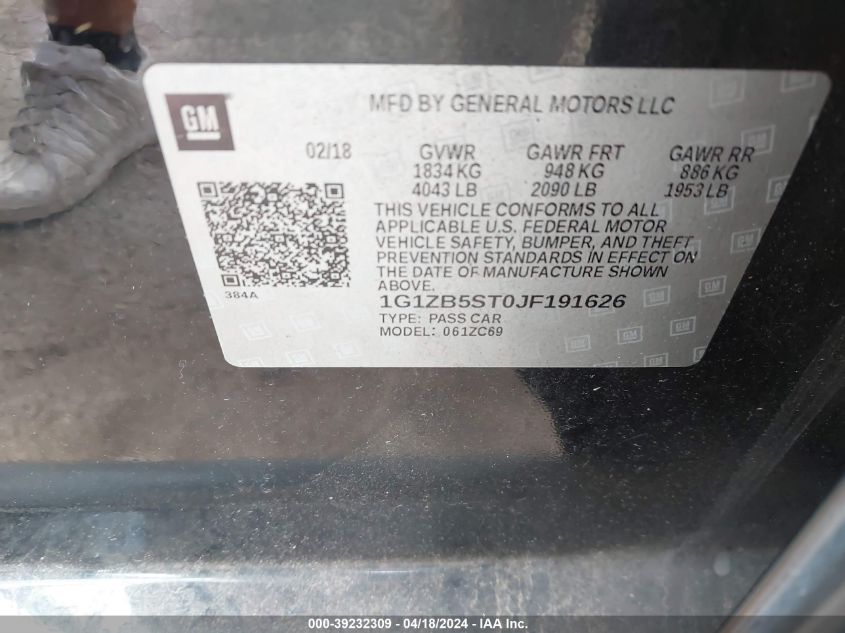 GM
MFD BY GENERAL MOTORS LLC
02/18 GVWR GAWR FRT GAWR RR
1834 KG 948 KG 886 KG
4043 LB 2090 LB 1953 LB
THIS VEHICLE CONFORMS TO ALL
APPLICABLE U.S. FEDERAL MOTOR
VEHICLE SAFETY, BUMPER, AND THEFT
PREVENTION STANDARDS IN EFFECT ON
THE DATE OF MANUFACTURE SHOWN
ABOVE.
384A
1G1ZB5ST0JF191626
TYPE: PASS CAR
MODEL: 061ZC69
000-39232309 - 04/18/2024 - IAA Inc.